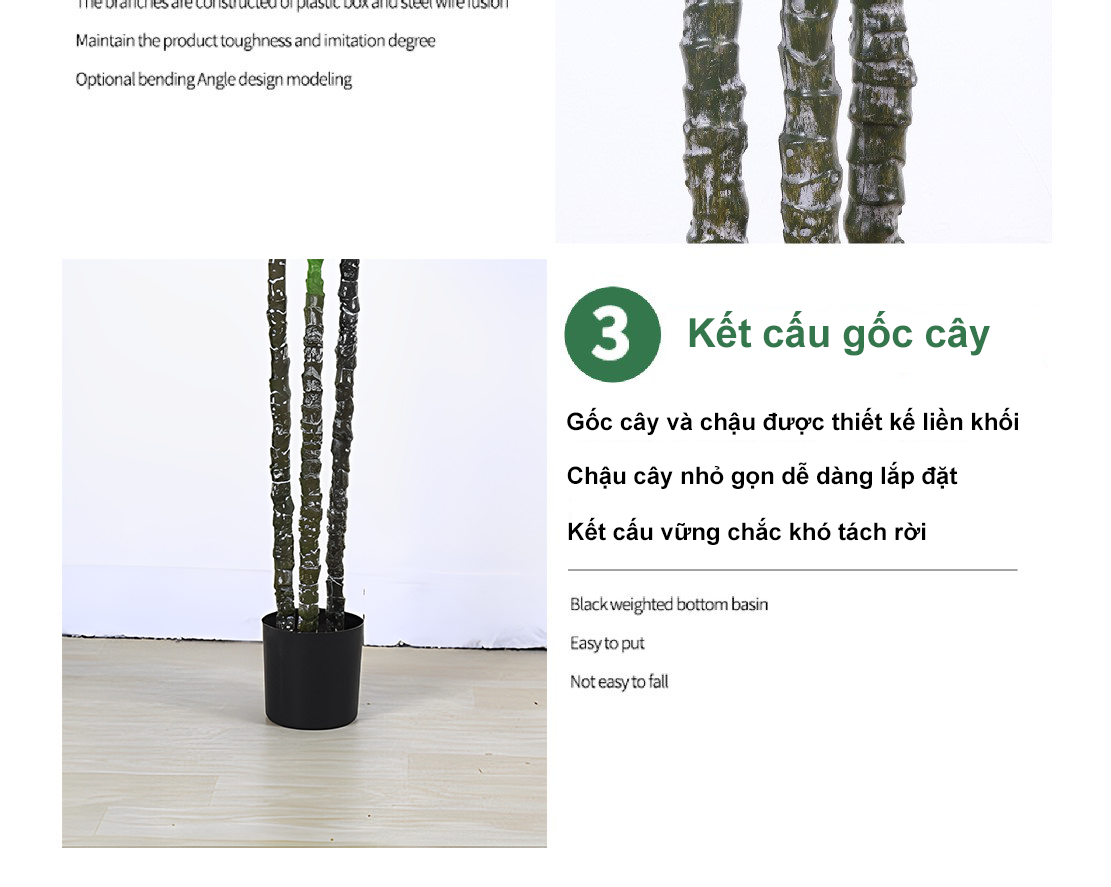 The branches are constructed of plastic box and steel wire fusion
Maintain the product toughness and imitation degree
Optional bending Angle design modeling
3
Kết cấu gốc cây
Gốc cây và chậu được thiết kế liền khối
Chậu cây nhỏ gọn dễ dàng lắp đặt
Kết cấu vững chắc khó tách rời
Black weighted bottom basin
Easy to put
Not easy to fall